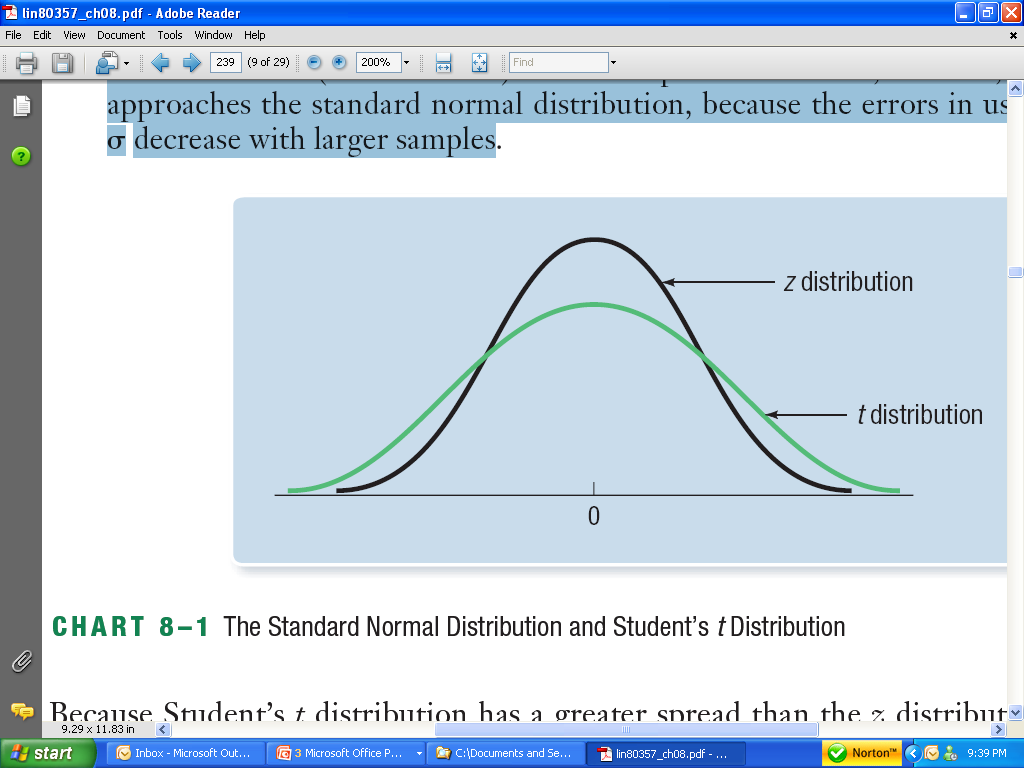 lin80357_ch08.pdf - Adobe Reader
File Edit View Document Tools Window Help
239 (9 of 29) 200% Find
approaches the standard normal distribution, because the errors in us
σ decrease with larger samples.
z distribution
t distribution
0
CHART 8–1 The Standard Normal Distribution and Student's t Distribution
Because Student's t distribution has a greater spread than the z distribut
9.29 x 11.83 in
start Inbox - Microsoft Out... 3 Microsoft Office P... C:\Documents and Se... lin80357_ch08.pdf - ... Norton™ 9:39 PM